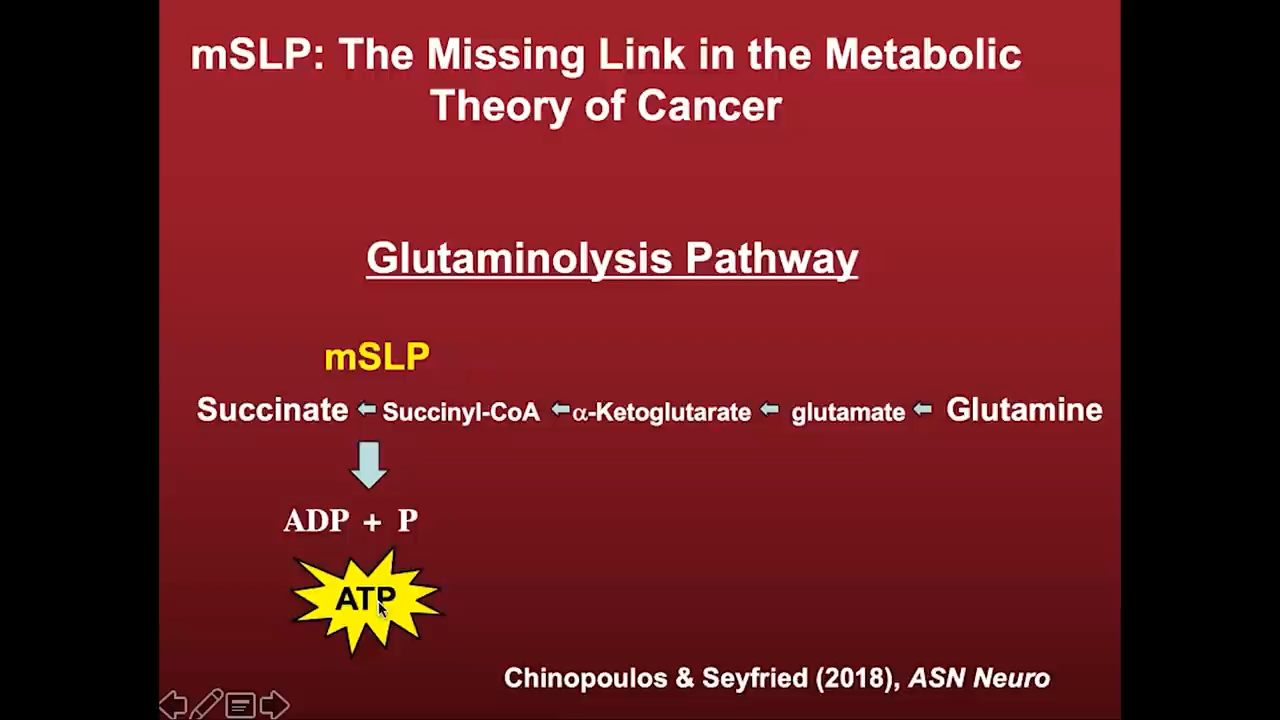 mSLP: The Missing Link in the Metabolic
Theory of Cancer
Glutaminolysis Pathway
mSLP
Succinate Succinyl-CoA α-Ketoglutarate glutamate Glutamine
ADP + P
ATP
Chinopoulos & Seyfried (2018), ASN Neuro